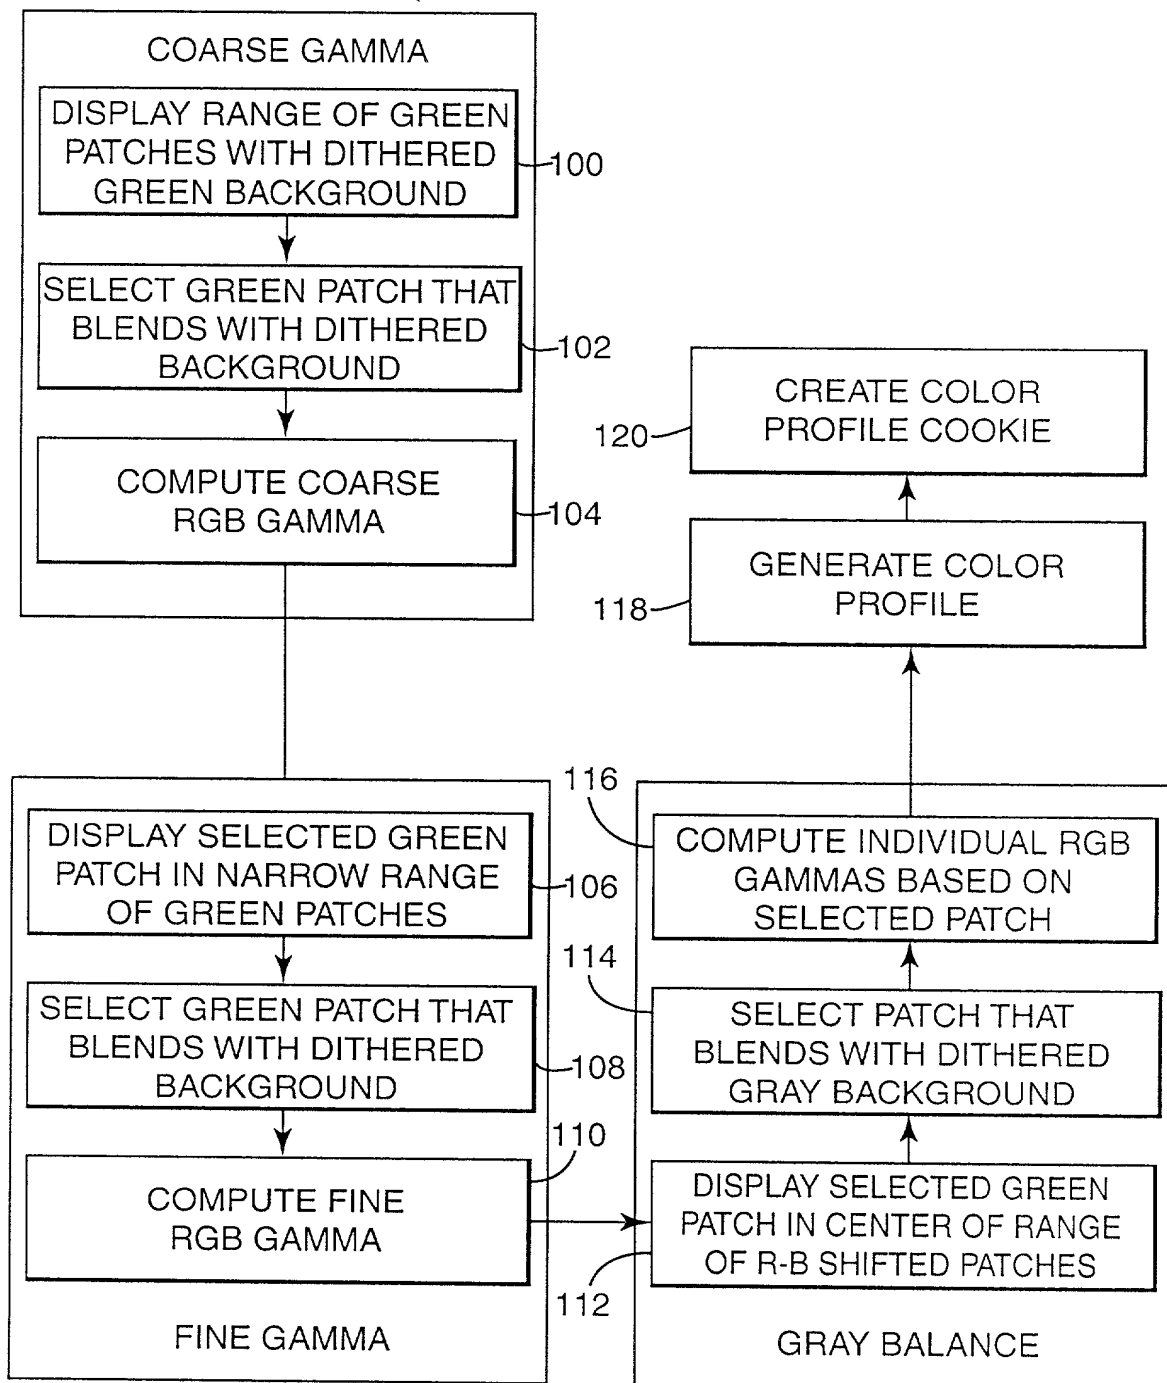 COARSE GAMMA
DISPLAY RANGE OF GREEN
PATCHES WITH DITHERED
GREEN BACKGROUND
100
SELECT GREEN PATCH THAT
BLENDS WITH DITHERED
BACKGROUND
102
COMPUTE COARSE
RGB GAMMA
104
DISPLAY SELECTED GREEN
PATCH IN NARROW RANGE
OF GREEN PATCHES
106
SELECT GREEN PATCH THAT
BLENDS WITH DITHERED
BACKGROUND
108
COMPUTE FINE
RGB GAMMA
110
FINE GAMMA
DISPLAY SELECTED GREEN
PATCH IN CENTER OF RANGE
OF R-B SHIFTED PATCHES
112
SELECT PATCH THAT
BLENDS WITH DITHERED
GRAY BACKGROUND
114
COMPUTE INDIVIDUAL RGB
GAMMAS BASED ON
SELECTED PATCH
116
GRAY BALANCE
GENERATE COLOR
PROFILE
118
CREATE COLOR
PROFILE COOKIE
120